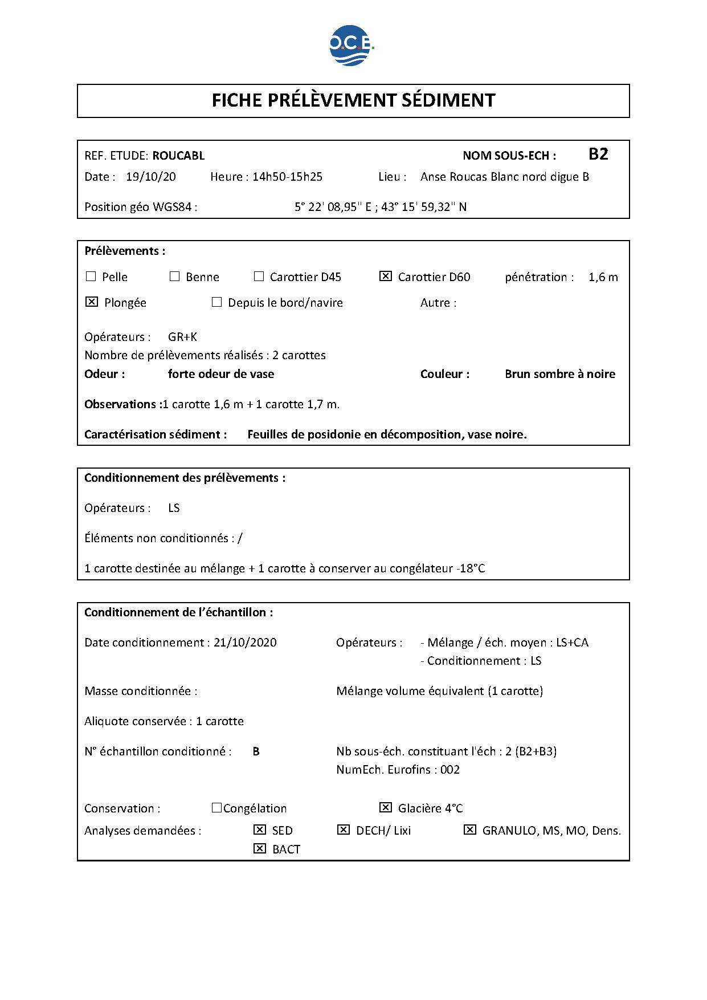 O.C.E.
FICHE PRÉLÈVEMENT SÉDIMENT
REF. ETUDE: ROUCABL NOM SOUS-ECH : B2
Date : 19/10/20 Heure : 14h50-15h25 Lieu : Anse Roucas Blanc nord digue B
Position géo WGS84 : 5° 22' 08,95" E ; 43° 15' 59,32" N
Prélèvements :
☐ Pelle ☐ Benne ☐ Carottier D45 ☒ Carottier D60 pénétration : 1,6 m
☒ Plongée ☐ Depuis le bord/navire Autre :
Opérateurs : GR+K
Nombre de prélèvements réalisés : 2 carottes
Odeur : forte odeur de vase Couleur : Brun sombre à noire
Observations :1 carotte 1,6 m + 1 carotte 1,7 m.
Caractérisation sédiment : Feuilles de posidonie en décomposition, vase noire.
Conditionnement des prélèvements :
Opérateurs : LS
Éléments non conditionnés : /
1 carotte destinée au mélange + 1 carotte à conserver au congélateur -18°C
Conditionnement de l’échantillon :
Date conditionnement : 21/10/2020 Opérateurs : - Mélange / éch. moyen : LS+CA
- Conditionnement : LS
Masse conditionnée : Mélange volume équivalent (1 carotte)
Aliquote conservée : 1 carotte
N° échantillon conditionné : B Nb sous-éch. constituant l'éch : 2 (B2+B3)
NumEch. Eurofins : 002
Conservation : ☐Congélation ☒ Glacière 4°C
Analyses demandées : ☒ SED ☒ DECH/ Lixi ☒ GRANULO, MS, MO, Dens.
☒ BACT